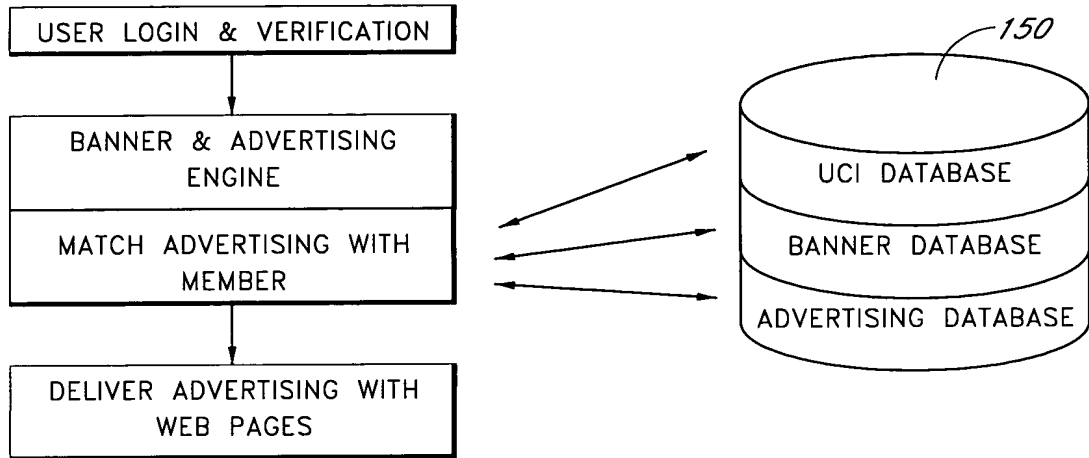 USER LOGIN & VERIFICATION
BANNER & ADVERTISING
ENGINE
MATCH ADVERTISING WITH
MEMBER
DELIVER ADVERTISING WITH
WEB PAGES
150
UCI DATABASE
BANNER DATABASE
ADVERTISING DATABASE